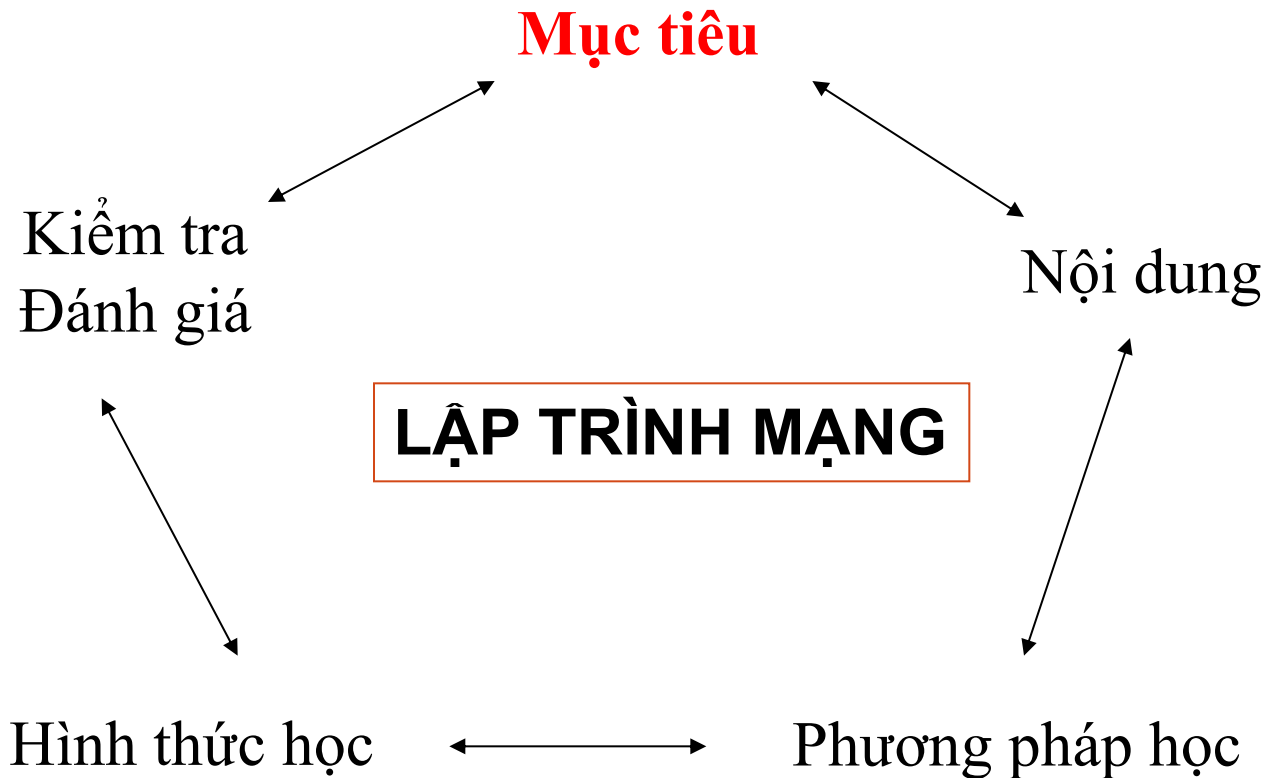 Mục tiêu
Kiểm tra
Đánh giá
Nội dung
LẬP TRÌNH MẠNG
Hình thức học
Phương pháp học